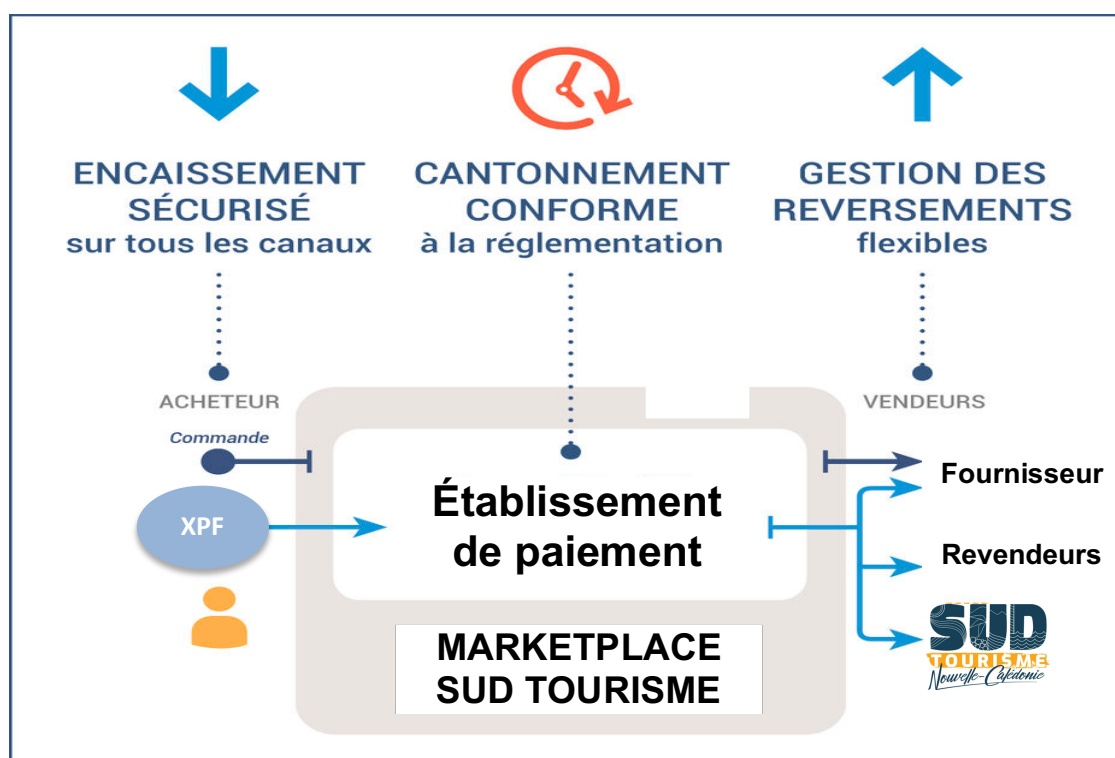 ENCAISSEMENT
SÉCURISÉ
sur tous les canaux
CANTONNEMENT
CONFORME
à la réglementation
GESTION DES
REVERSEMENTS
flexibles
ACHETEUR
VENDEURS
Commande
XPF
Établissement
de paiement
Fournisseur
Revendeurs
MARKETPLACE
SUD TOURISME
SUD
TOURISME
Nouvelle-Calédonie